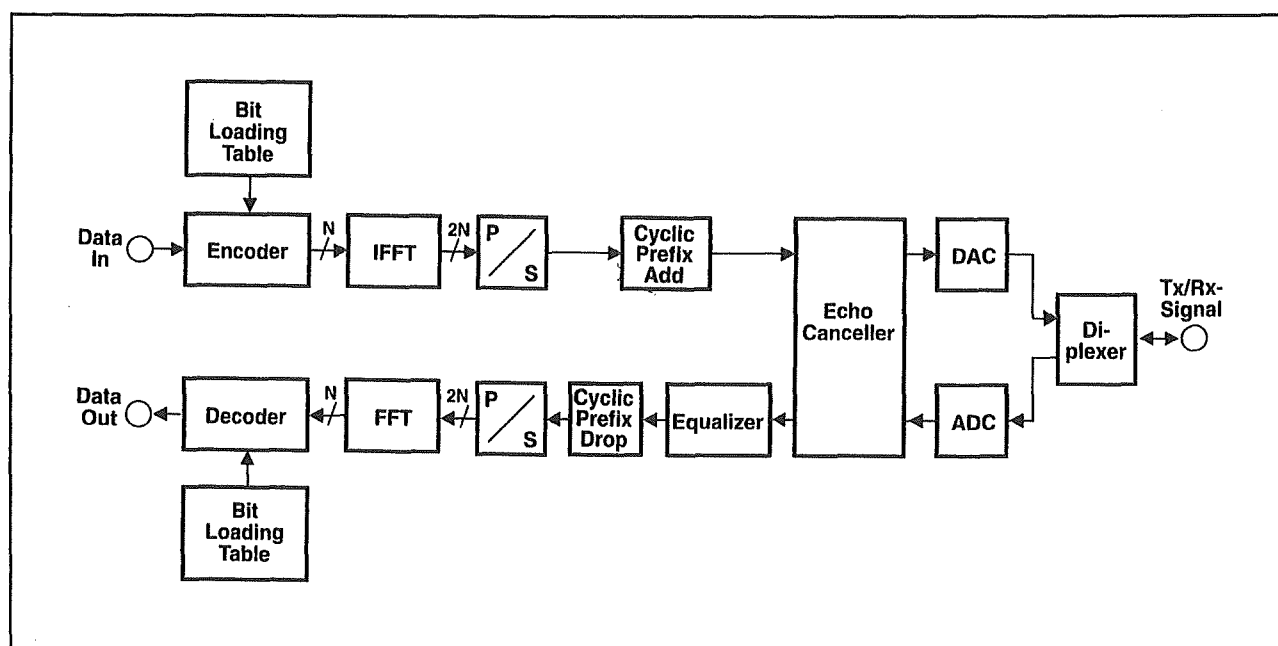 Bit
Loading
Table
Data
In
Encoder
N
IFFT
2N
P
S
Cyclic
Prefix
Add
Echo
Canceller
DAC
Di-
plexer
Tx/Rx-
Signal
Data
Out
Decoder
N
FFT
2N
P
S
Cyclic
Prefix
Drop
Equalizer
ADC
Bit
Loading
Table